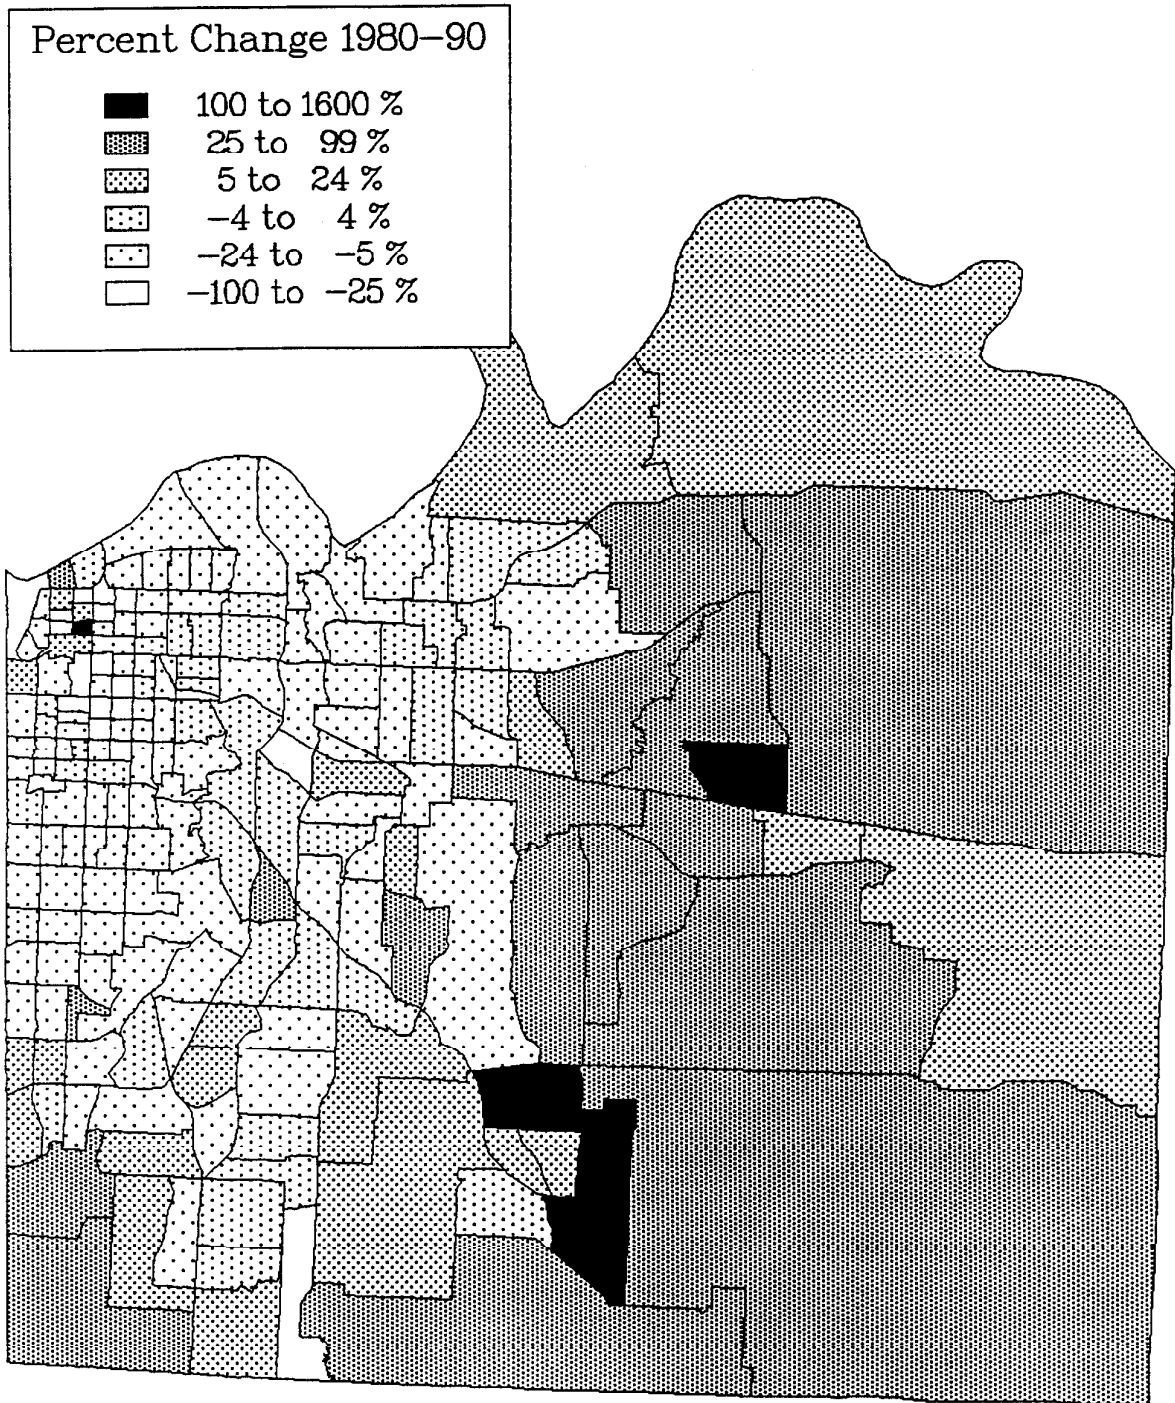 Percent Change 1980-90
100 to 1600 %
25 to 99 %
5 to 24 %
-4 to 4 %
-24 to -5 %
-100 to -25 %